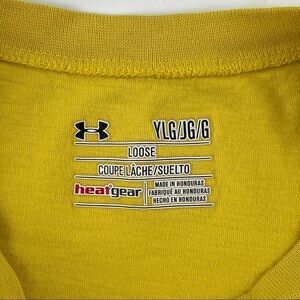 YLG/JG/G
LOOSE
COUPE LÂCHE/SUELTO
heatgear
MADE IN HONDURAS
FABRIQUÉ AU HONDURAS
HECHO EN HONDURAS